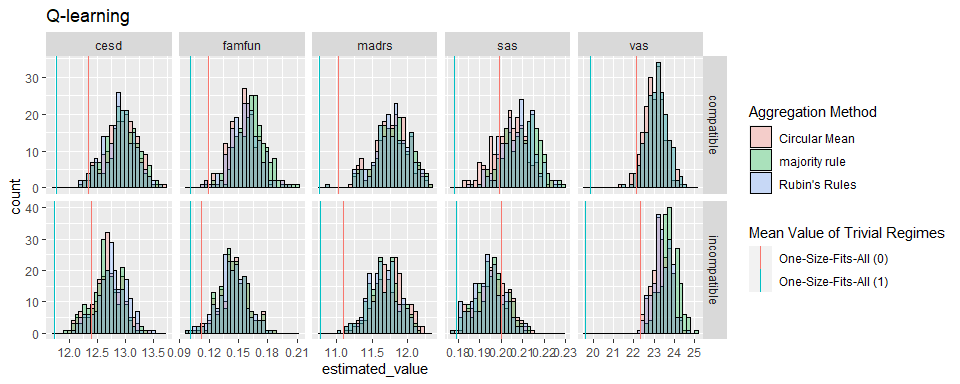 Q-learning
cesd famfun madrs sas vas
30
20
10
0
compatible
40
30
20
10
0
incompatible
count
12.0 12.5 13.0 13.5 0.09 0.12 0.15 0.18 0.21 11.0 11.5 12.0 0.18 0.19 0.20 0.21 0.22 0.23 20 21 22 23 24 25
estimated_value
Aggregation Method
Circular Mean
majority rule
Rubin's Rules
Mean Value of Trivial Regimes
One-Size-Fits-All (0)
One-Size-Fits-All (1)